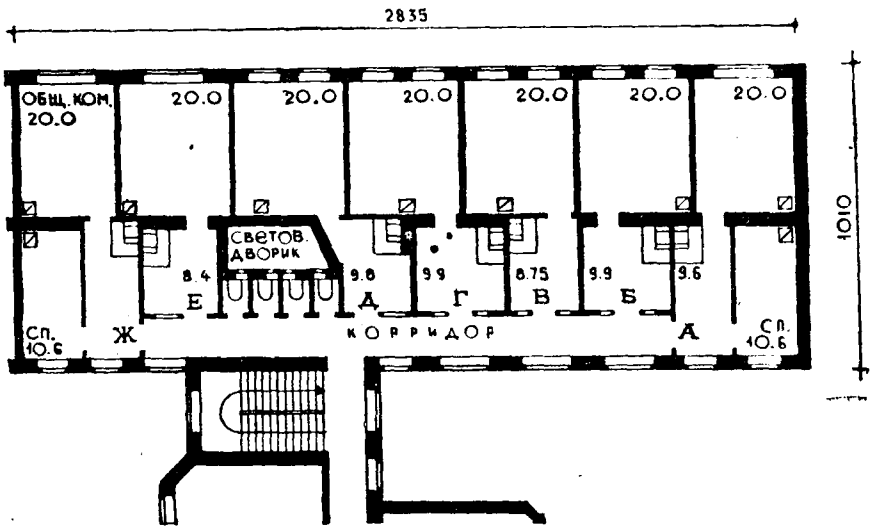 2835
ОБЩ. КОМ.
20.0
20.0
20.0
20.0
20.0
20.0
20.0
1010
СВЕТОВ.
ДВОРИК
8.4
9.8
9.9
8.75
9.9
9.6
Е
Д
Г
В
Б
СП.
10.6
Ж
КОРРИДОР
А
СП.
10.6